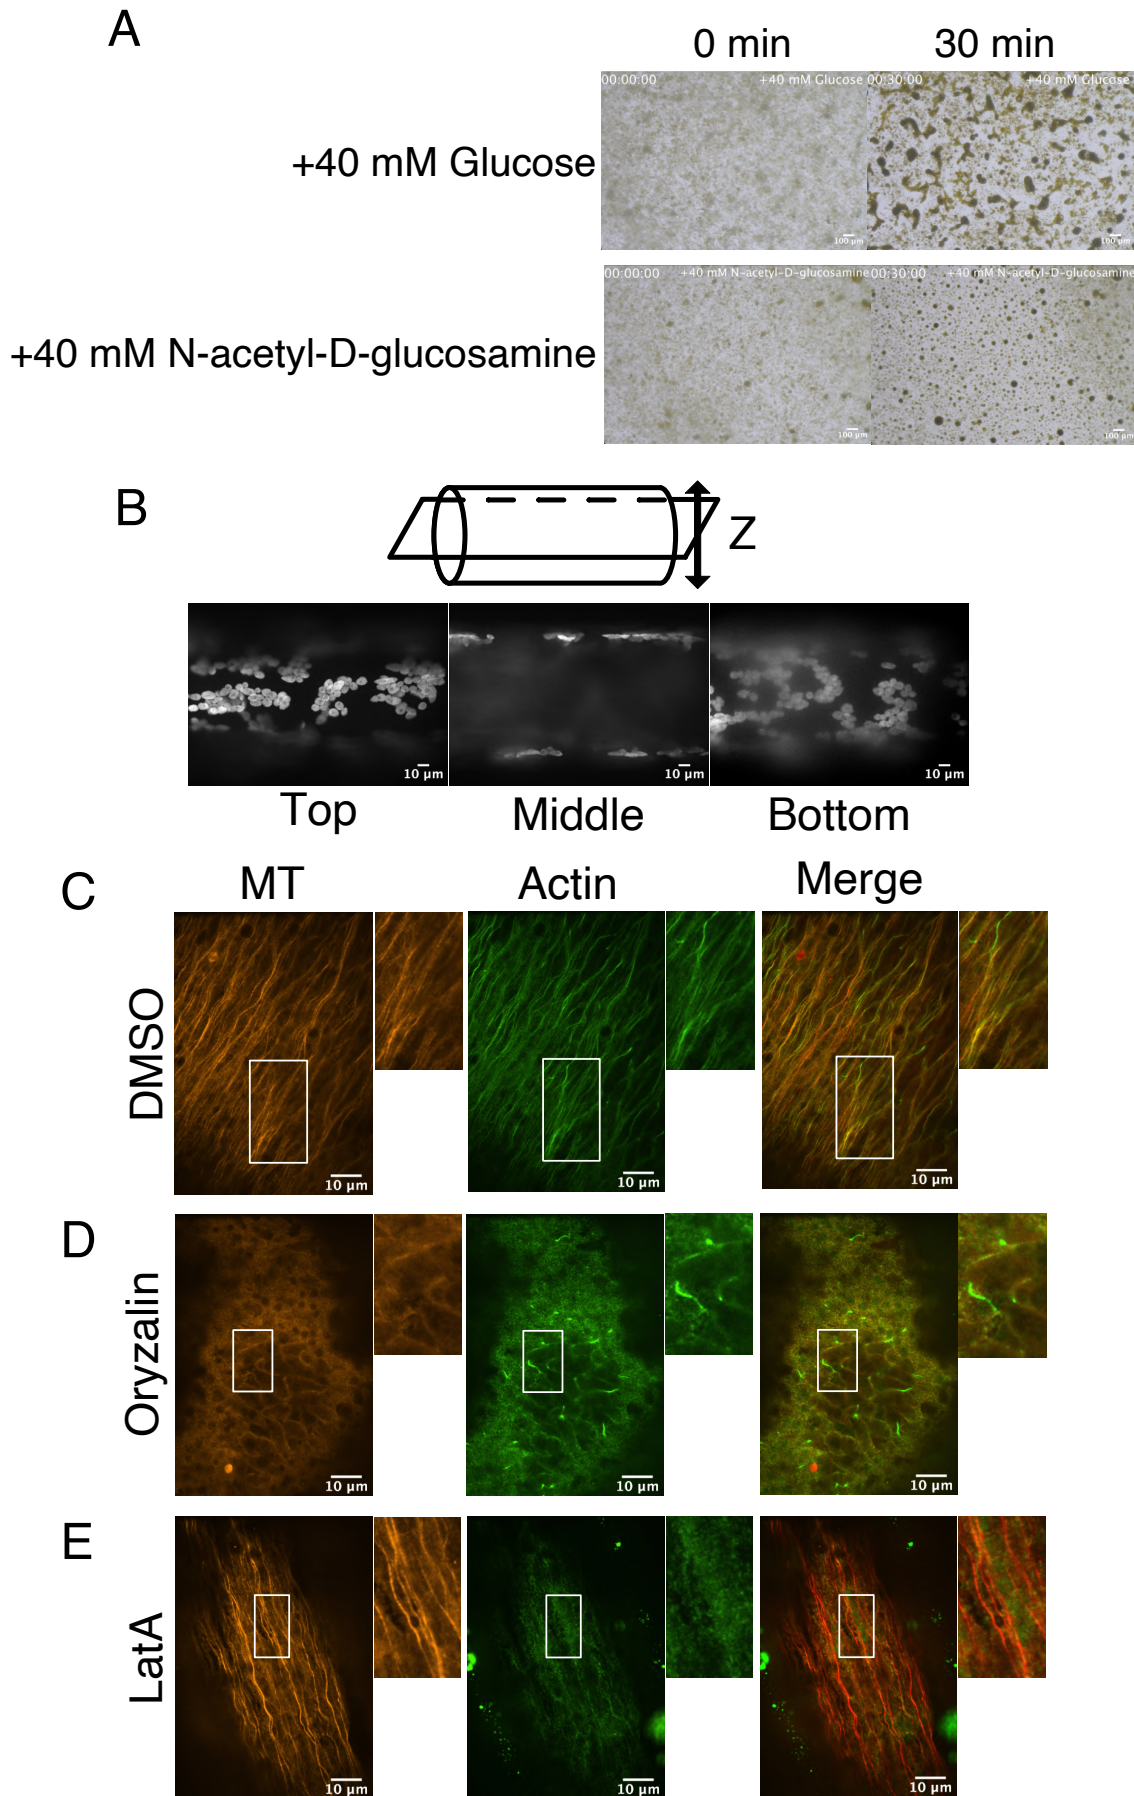 A
0 min 30 min
+40 mM Glucose
00:00:00 +40 mM Glucose
00:30:00 +40 mM Glucose
100 µm
100 µm
+40 mM N-acetyl-D-glucosamine
00:00:00 +40 mM N-acetyl-D-glucosamine
00:30:00 +40 mM N-acetyl-D-glucosamine
100 µm
100 µm
B
Z
10 µm
10 µm
10 µm
Top Middle Bottom
C
MT Actin Merge
DMSO
10 µm
10 µm
10 µm
D
Oryzalin
10 µm
10 µm
10 µm
E
LatA
10 µm
10 µm
10 µm